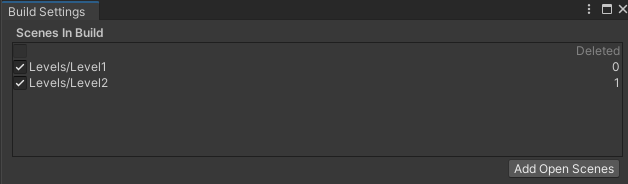 Build Settings
Scenes In Build
Deleted
Levels/Level1 0
Levels/Level2 1
Add Open Scenes